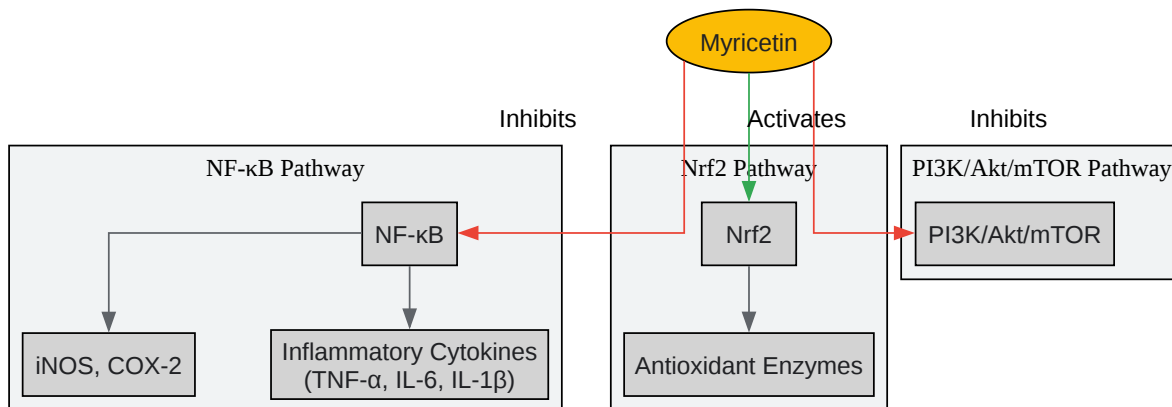 Myricetin
Inhibits
Activates
Inhibits
NF-κB Pathway
Nrf2 Pathway
PI3K/Akt/mTOR Pathway
NF-κB
Nrf2
PI3K/Akt/mTOR
iNOS, COX-2
Inflammatory Cytokines
(TNF-α, IL-6, IL-1β)
Antioxidant Enzymes